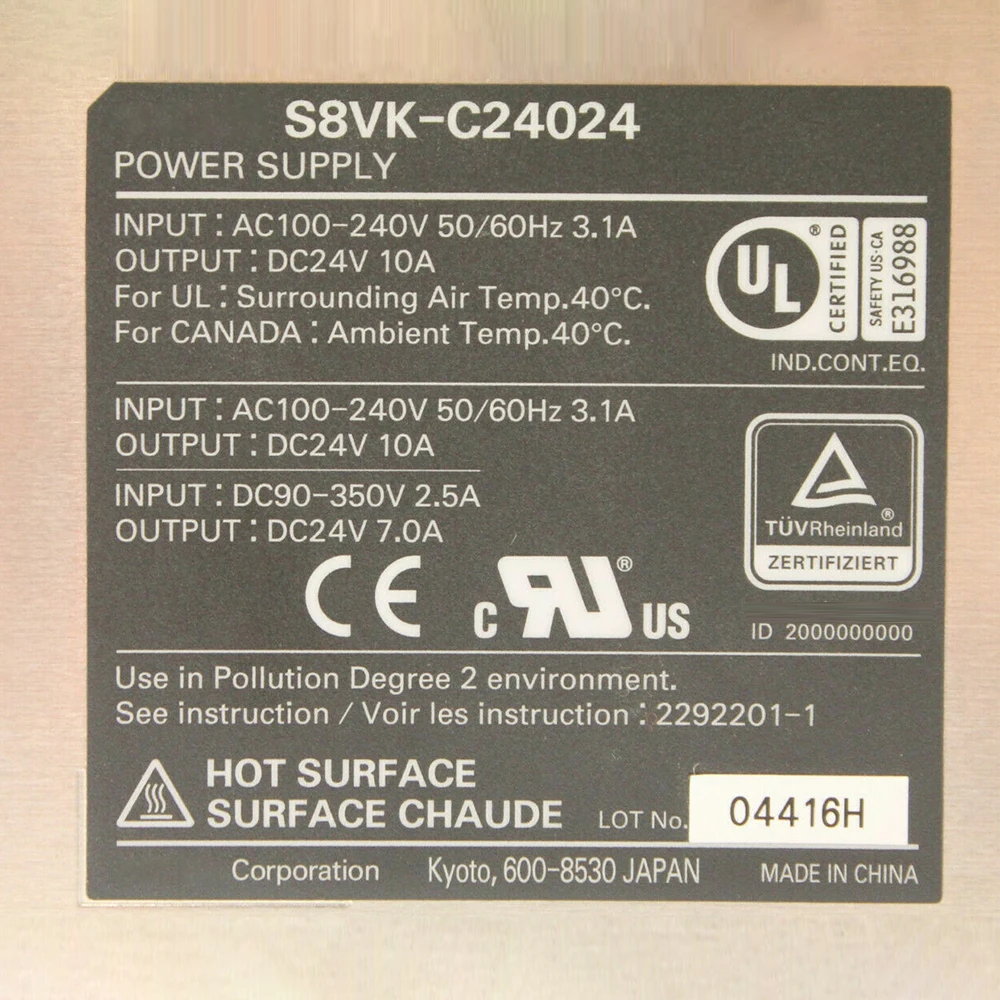 S8VK-C24024
POWER SUPPLY
INPUT : AC100-240V 50/60Hz 3.1A
OUTPUT : DC24V 10A
For UL : Surrounding Air Temp.40°C.
For CANADA : Ambient Temp.40°C.
UL ® CERTIFIED
SAFETY US·CA
E316988
IND.CONT.EQ.
INPUT : AC100-240V 50/60Hz 3.1A
OUTPUT : DC24V 10A
INPUT : DC90-350V 2.5A
OUTPUT : DC24V 7.0A
TÜVRheinland®
ZERTIFIZIERT
CE c RU ® US
ID 2000000000
Use in Pollution Degree 2 environment.
See instruction / Voir les instruction : 2292201-1
HOT SURFACE
SURFACE CHAUDE
LOT No. 04416H
Corporation Kyoto, 600-8530 JAPAN MADE IN CHINA